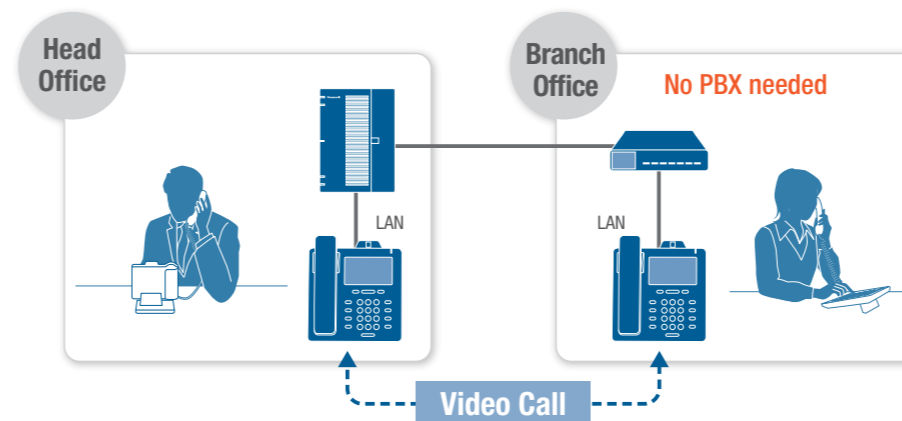 Head
Office
Branch
Office
No PBX needed
LAN
LAN
Video Call